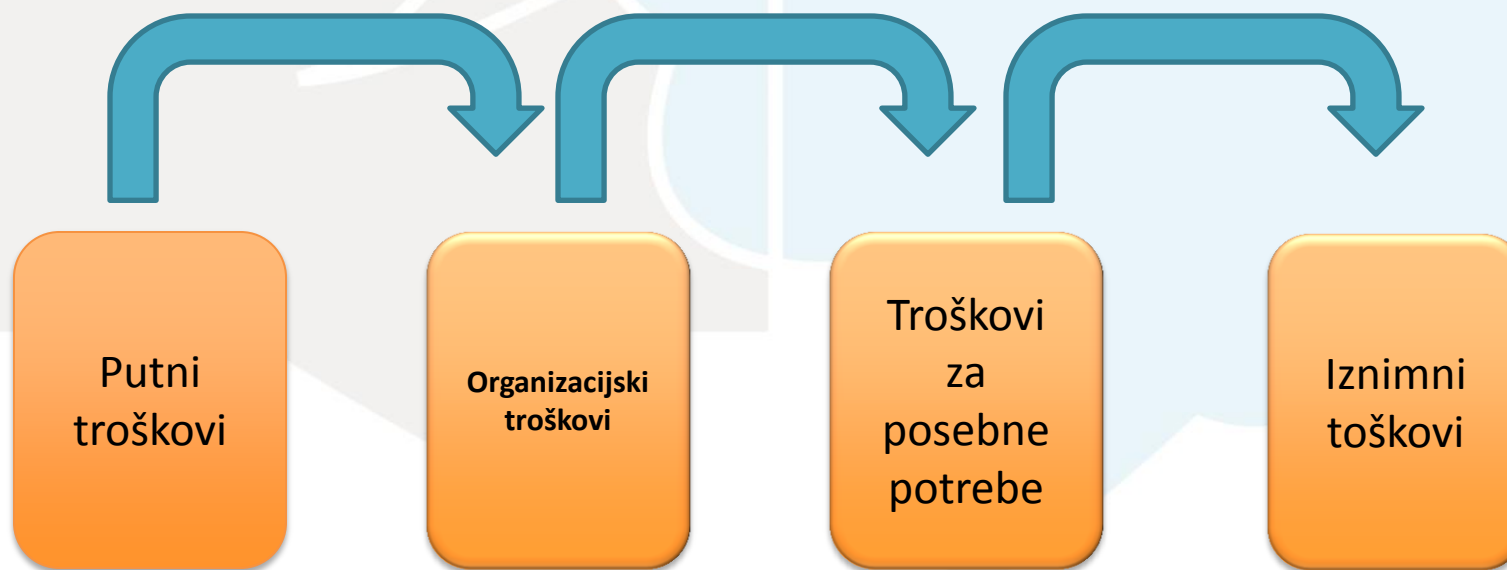 Putni
troškovi
Organizacijski
troškovi
Troškovi
za
posebne
potrebe
Iznimni
toškovi